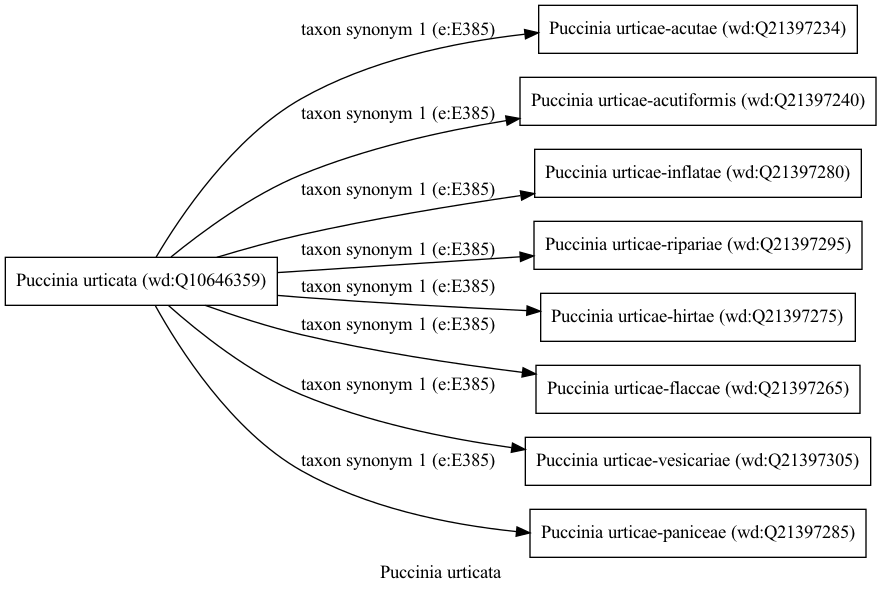 taxon synonym 1 (e:E385)
Puccinia urticae-acutae (wd:Q21397234)
taxon synonym 1 (e:E385)
Puccinia urticae-acutiformis (wd:Q21397240)
taxon synonym 1 (e:E385)
Puccinia urticae-inflatae (wd:Q21397280)
taxon synonym 1 (e:E385)
Puccinia urticae-ripariae (wd:Q21397295)
Puccinia urticata (wd:Q10646359)
taxon synonym 1 (e:E385)
Puccinia urticae-hirtae (wd:Q21397275)
taxon synonym 1 (e:E385)
Puccinia urticae-flaccae (wd:Q21397265)
taxon synonym 1 (e:E385)
Puccinia urticae-vesicariae (wd:Q21397305)
taxon synonym 1 (e:E385)
Puccinia urticae-paniceae (wd:Q21397285)
Puccinia urticata